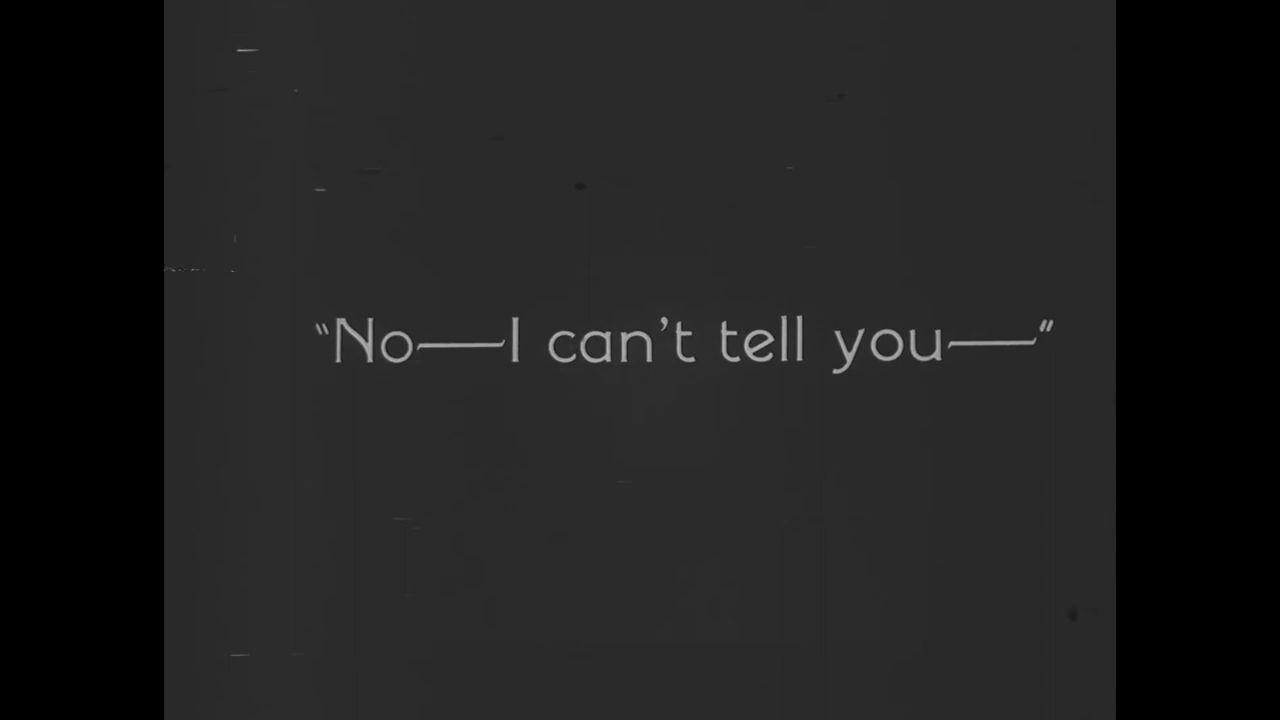 “No—I can’t tell you—”